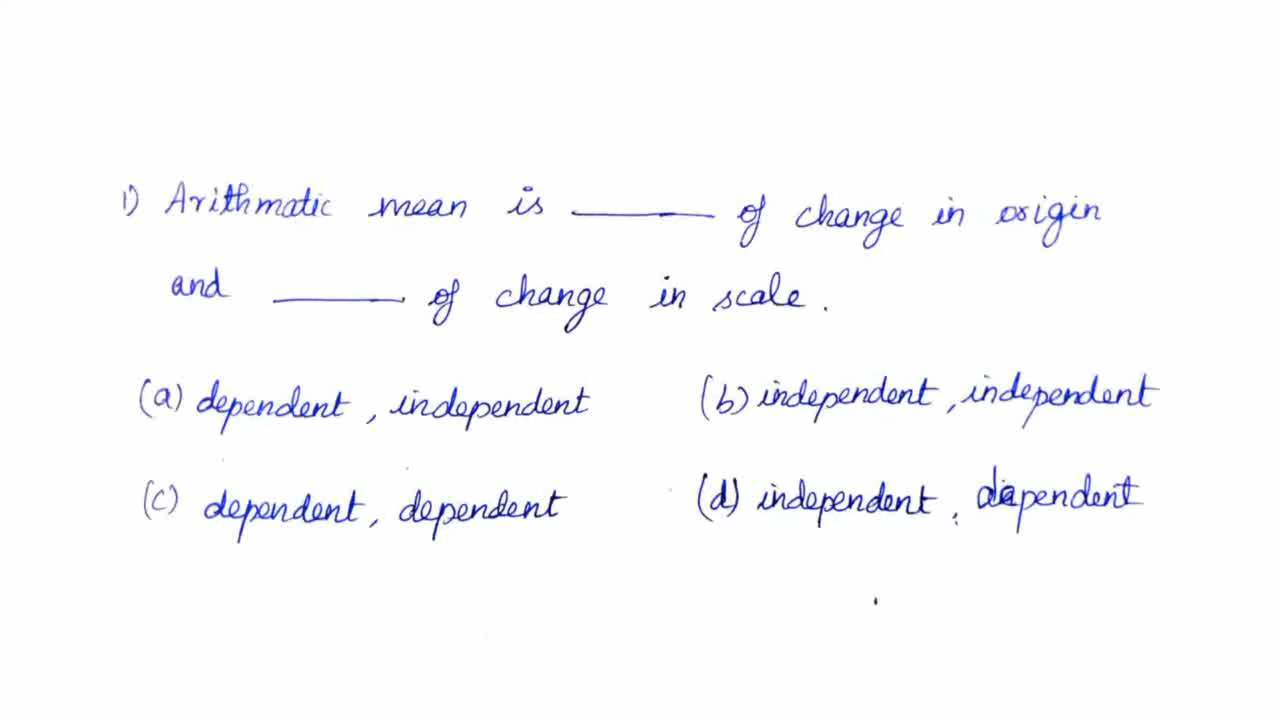 1) Arithmatic mean is ______ of change in origin
and ______ of change in scale.
(a) dependent, independent (b) independent, independent
(c) dependent, dependent (d) independent, dependent